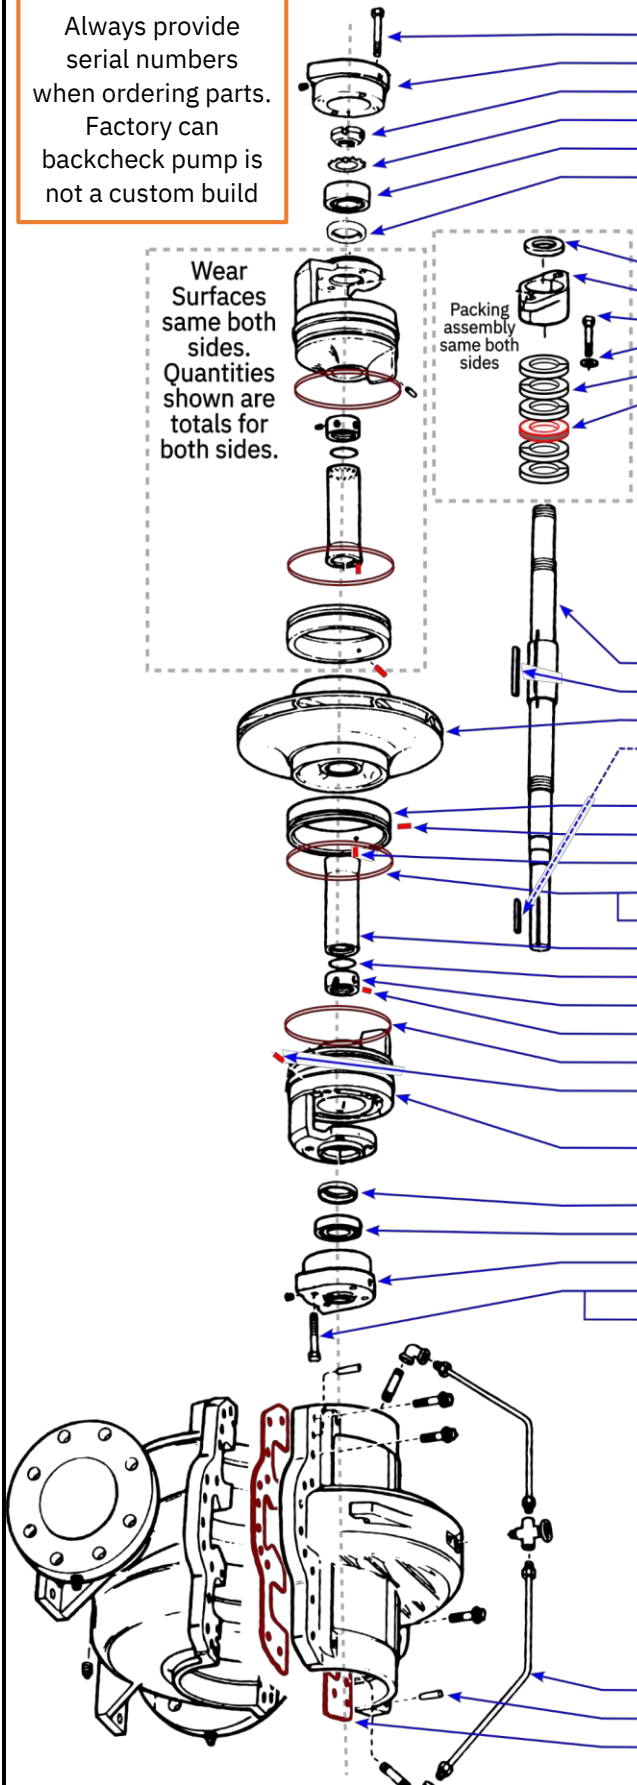 Always provide
serial numbers
when ordering parts.
Factory can
backcheck pump is
not a custom build
Wear
Surfaces
same both
sides.
Quantities
shown are
totals for
both sides.
Packing
assembly
same both
sides